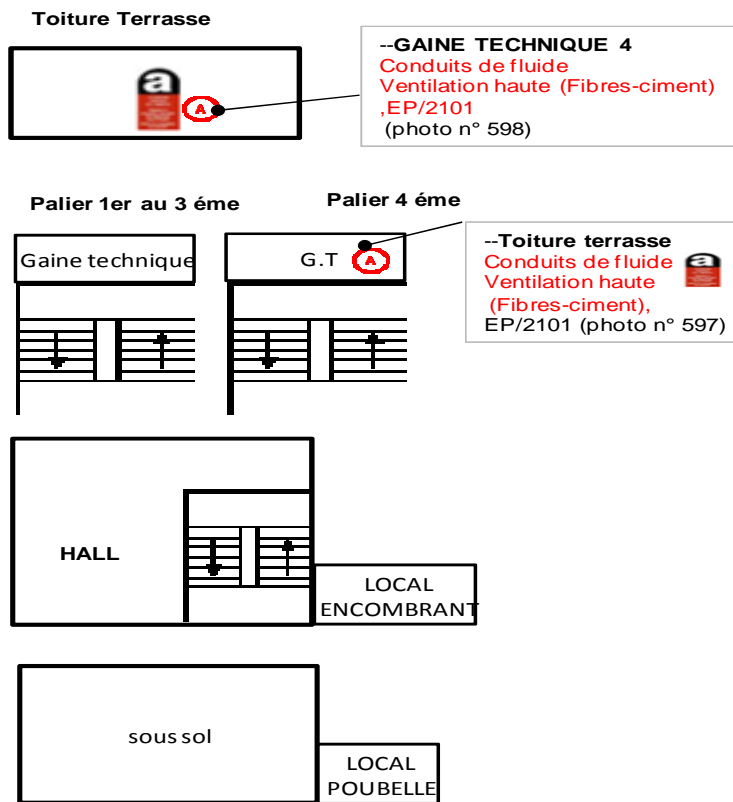 Toiture Terrasse
--GAINE TECHNIQUE 4
Conduits de fluide
Ventilation haute (Fibres-ciment)
,EP/2101
(photo n° 598)
a
A
Palier 1er au 3 éme
Palier 4 éme
Gaine technique
G.T
A
--Toiture terrasse
Conduits de fluide
Ventilation haute
(Fibres-ciment),
EP/2101 (photo n° 597)
a
HALL
LOCAL
ENCOMBRANT
sous sol
LOCAL
POUBELLE